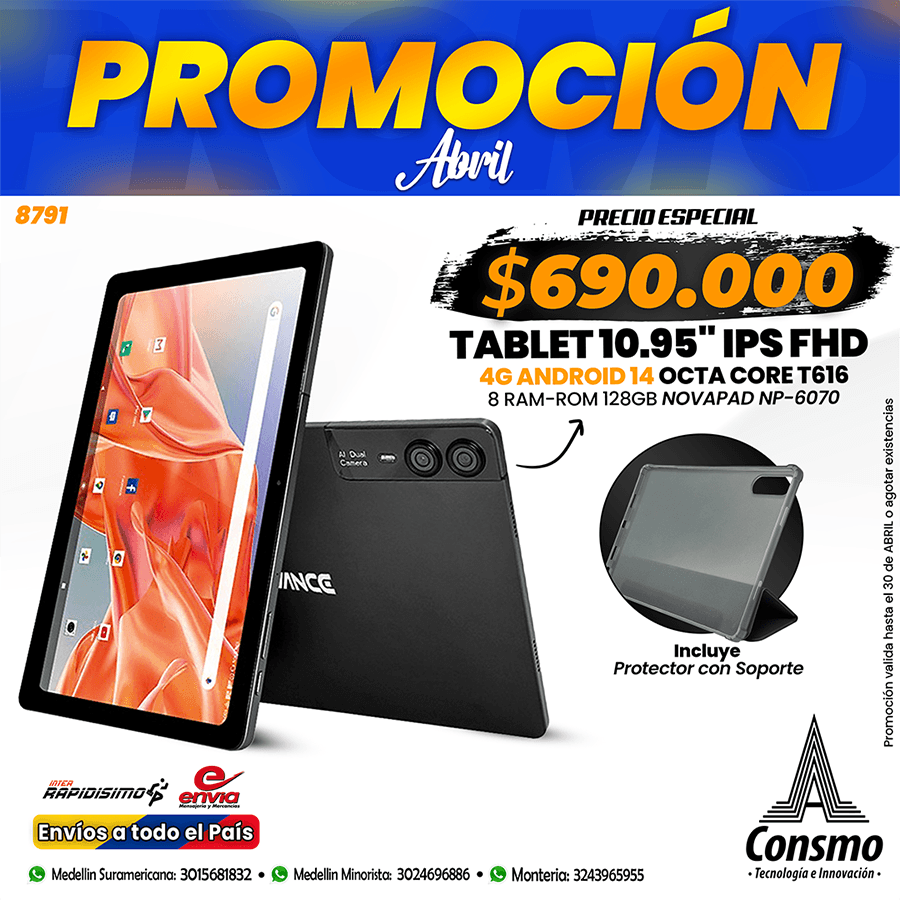 PROMOCIÓN
Abril
8791
PRECIO ESPECIAL
$690.000
TABLET 10.95" IPS FHD
4G ANDROID 14 OCTA CORE T616
8 RAM-ROM 128GB NOVAPAD NP-6070
AI Dual
Camera
Incluye
Protector con Soporte
Promoción valida hasta el 30 de ABRIL o agotar existencias
INTER
RAPIDISIMO
envia
Mensajería y Mercancías
Envíos a todo el País
Consmo
• Tecnología e Innovación •
Medellin Suramericana: 3015681832 • Medellin Minorista: 3024696886 • Monteria: 3243965955